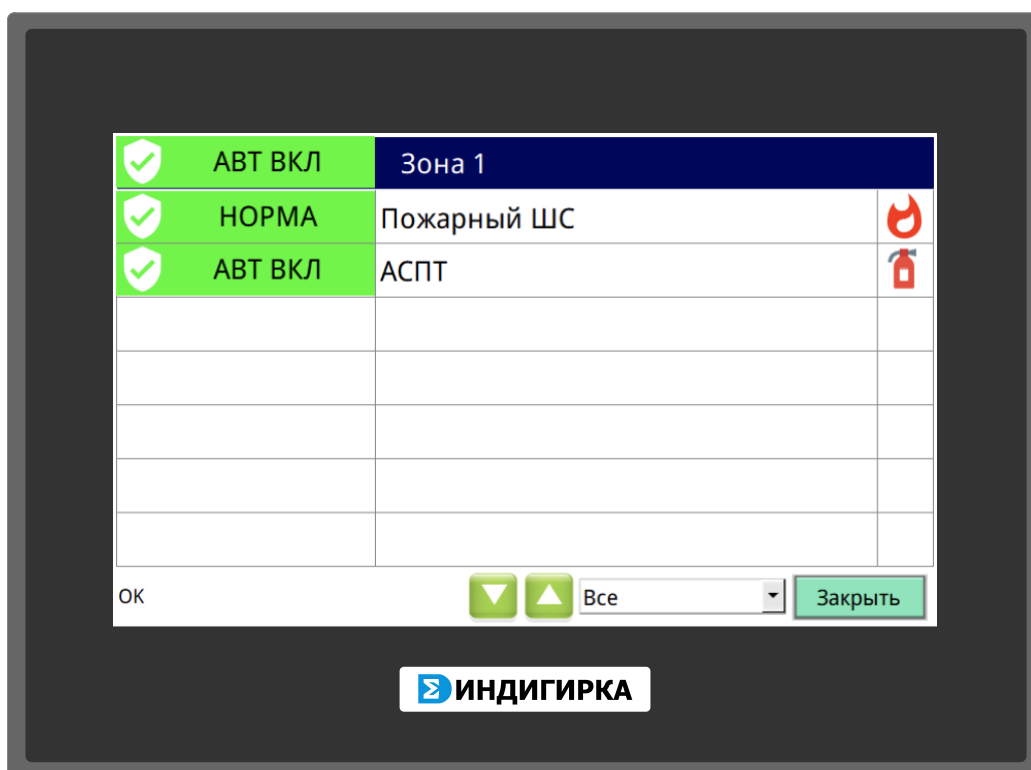 АВТ ВКЛ Зона 1
НОРМА Пожарный ШС
АВТ ВКЛ АСПТ
OK Все Закрыть
ИНДИГИРКА